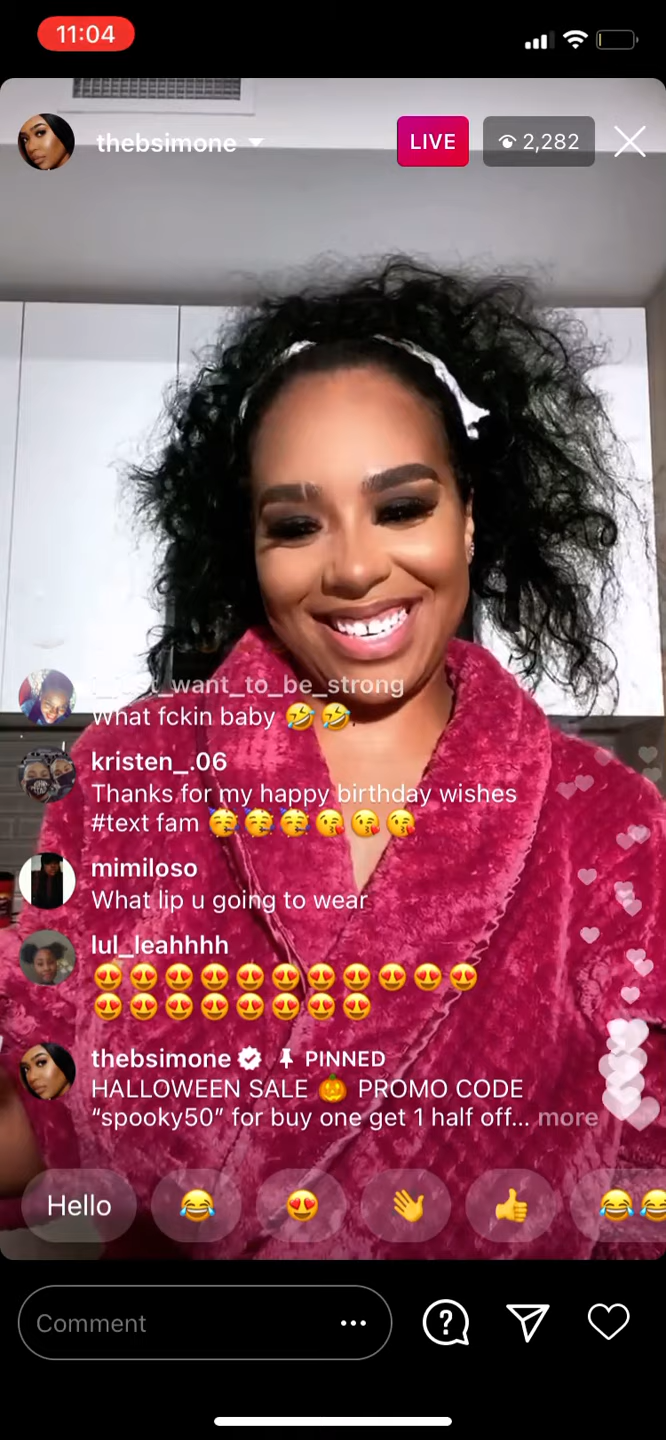 11:04
thebsimone
LIVE
2,282
want_to_be_strong
What fckin baby 🤣🤣
kristen_.06
Thanks for my happy birthday wishes
#text fam 🥳🥳🥳😘😘😘
mimiloso
What lip u going to wear
lul_leahhhh
😍😍😍😍😍😍😍😍😍😍😍
😍😍😍😍😍😍😍😍
thebsimone PINNED
HALLOWEEN SALE 🎃 PROMO CODE
“spooky50” for buy one get 1 half off... more
Hello 😂 😍 👋 👍 😂😂
Comment